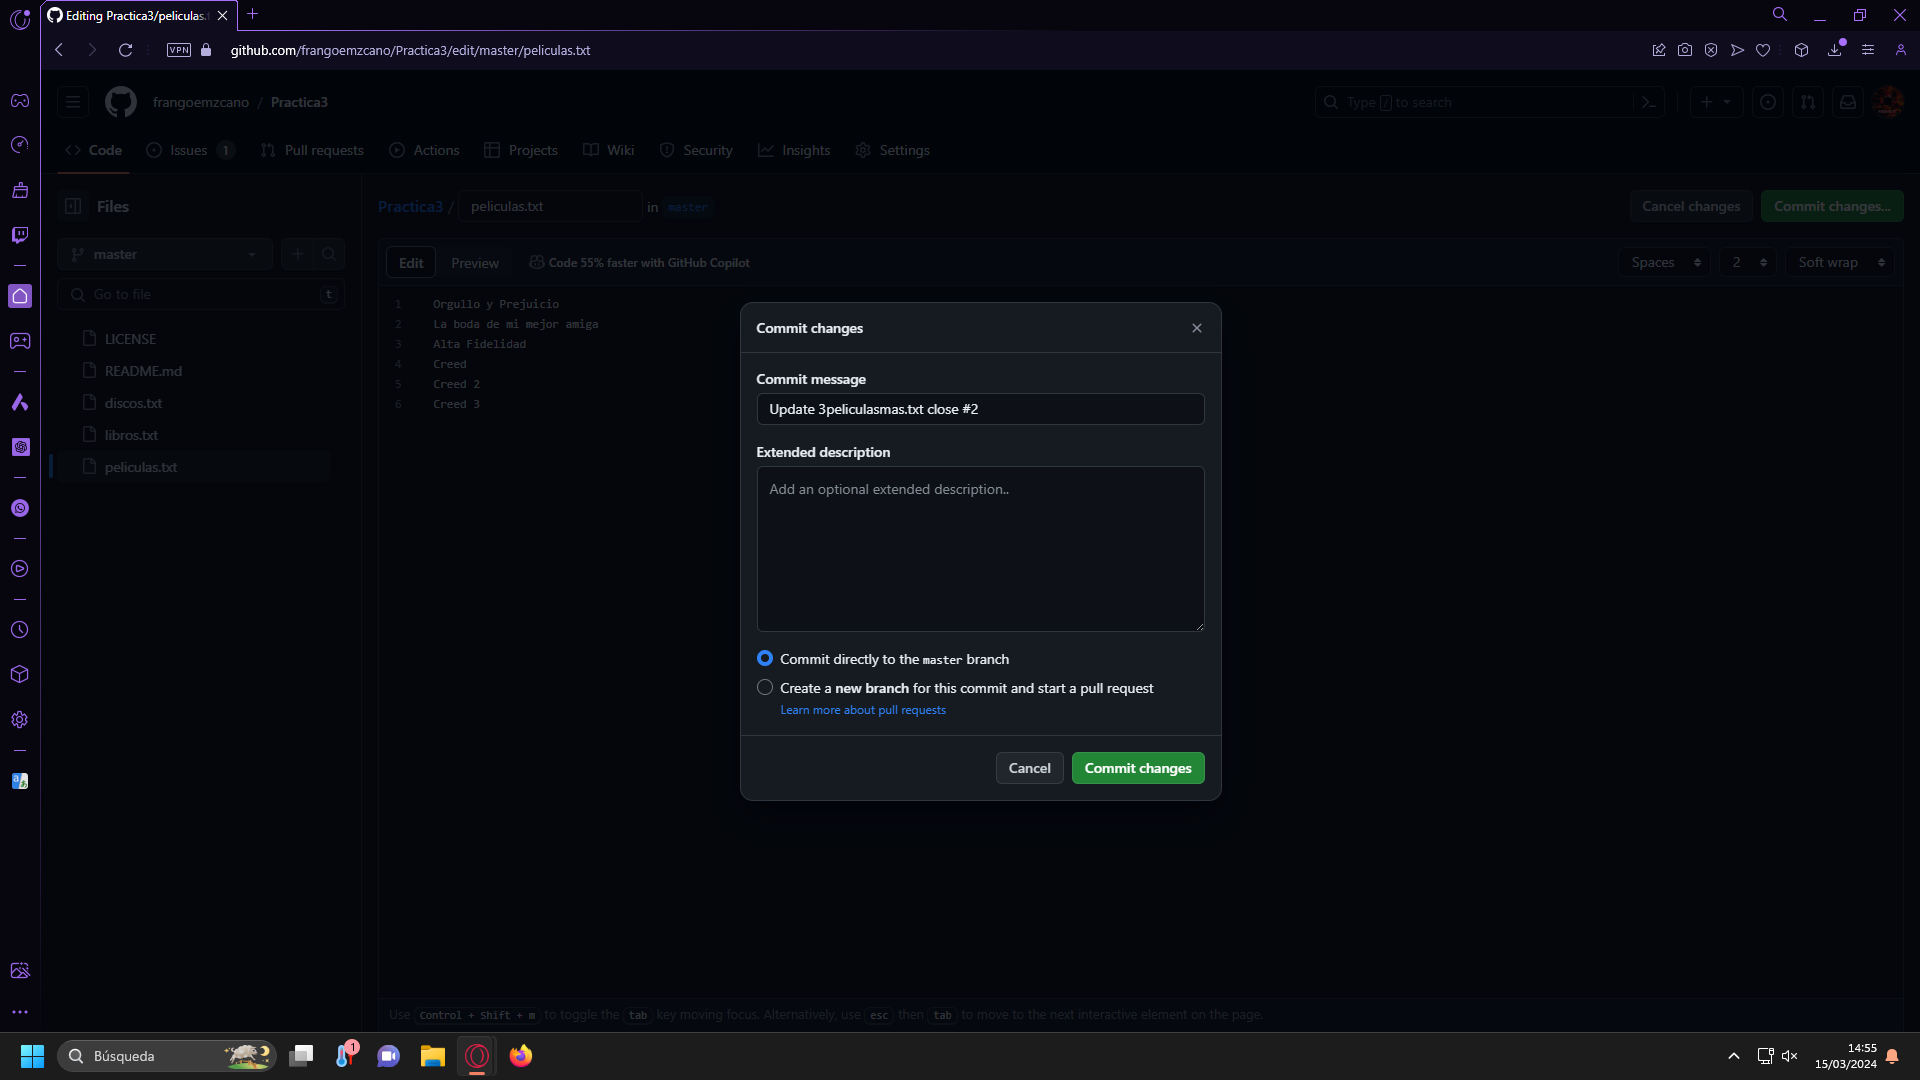 Editing Practica3/peliculas.
VPN
github.com/frangoemzcano/Practica3/edit/master/peliculas.txt
frangoemzcano / Practica3
Type / to search
Code
Issues 1
Pull requests
Actions
Projects
Wiki
Security
Insights
Settings
Files
Practica3 / peliculas.txt in master
Cancel changes
Commit changes...
master
Edit
Preview
Code 55% faster with GitHub Copilot
Spaces
2
Soft wrap
Go to file t
LICENSE
README.md
discos.txt
libros.txt
peliculas.txt
1 Orgullo y Prejuicio
2 La boda de mi mejor amiga
3 Alta Fidelidad
4 Creed
5 Creed 2
6 Creed 3
Commit changes
Commit message
Update 3peliculasmas.txt close #2
Extended description
Add an optional extended description..
Commit directly to the master branch
Create a new branch for this commit and start a pull request
Learn more about pull requests
Cancel
Commit changes
Use Control + Shift + m to toggle the tab key moving focus. Alternatively, use esc then tab to move to the next interactive element on the page.
Búsqueda
1
14:55
15/03/2024